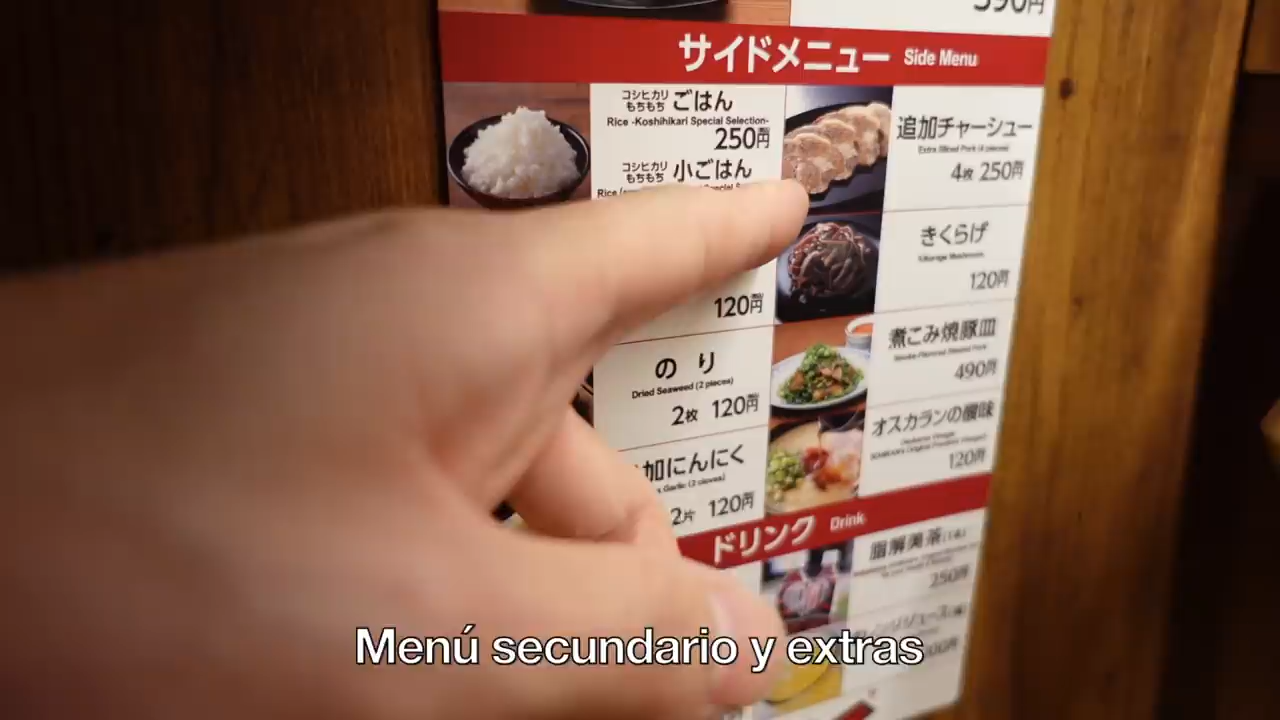 590円
サイドメニュー Side Menu
コシヒカリ もちもち ごはん
Rice -Koshihikari Special Selection-
250円
コシヒカリ もちもち 小ごはん
120円
のり
Dried Seaweed (2 pieces)
2枚 120円
加にんにく
Garlic (2 cloves)
2片 120円
追加チャーシュー
Extra Sliced Pork (4 pieces)
4枚 250円
きくらげ
Kikurage Mushroom
120円
煮こみ焼豚皿
490円
オスカランの酸味
120円
ドリンク Drink
250円
Menú secundario y extras